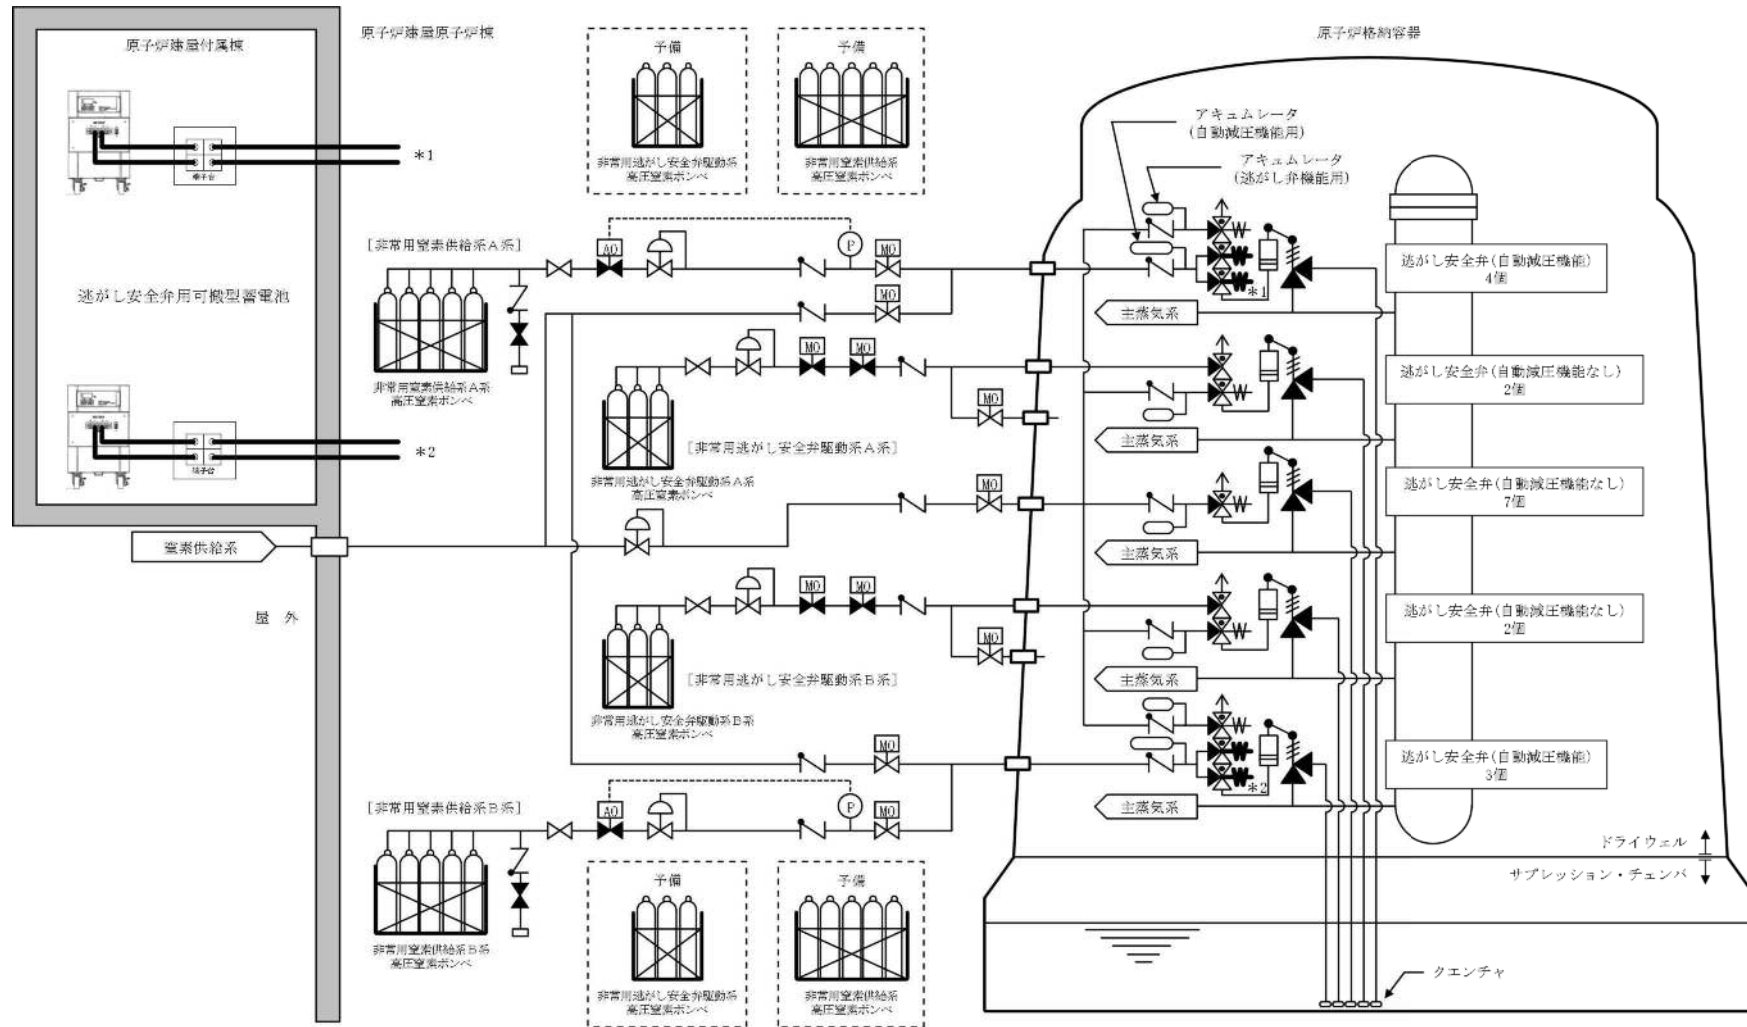 原子炉建屋付属棟
原子炉建屋原子炉棟
端子台
*1
逃がし安全弁用可搬型蓄電池
端子台
*2
窒素供給系
屋 外
予備
非常用逃がし安全弁駆動系
高圧窒素ボンベ
予備
非常用窒素供給系
高圧窒素ボンベ
[非常用窒素供給系A系]
AO
P
MO
MO
非常用窒素供給系A系
高圧窒素ボンベ
MO
MO
MO
[非常用逃がし安全弁駆動系A系]
非常用逃がし安全弁駆動系A系
高圧窒素ボンベ
MO
MO
MO
MO
[非常用逃がし安全弁駆動系B系]
非常用逃がし安全弁駆動系B系
高圧窒素ボンベ
MO
[非常用窒素供給系B系]
AO
P
MO
非常用窒素供給系B系
高圧窒素ボンベ
予備
非常用逃がし安全弁駆動系
高圧窒素ボンベ
予備
非常用窒素供給系
高圧窒素ボンベ
原子炉格納容器
アキュムレータ
(自動減圧機能用)
アキュムレータ
(逃がし弁機能用)
*1
主蒸気系
逃がし安全弁(自動減圧機能)
4個
主蒸気系
逃がし安全弁(自動減圧機能なし)
2個
主蒸気系
逃がし安全弁(自動減圧機能なし)
7個
主蒸気系
逃がし安全弁(自動減圧機能なし)
2個
*2
主蒸気系
逃がし安全弁(自動減圧機能)
3個
ドライウェル
サプレッション・チェンバ
クエンチャ